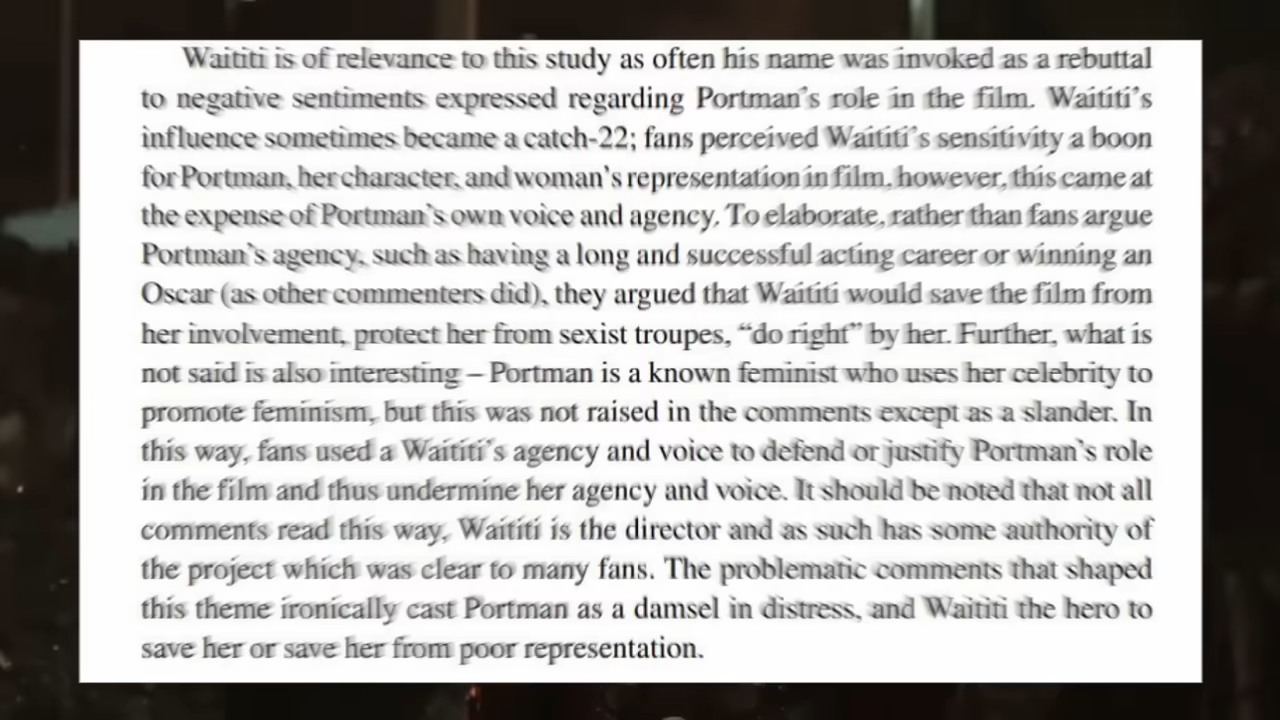 Waititi is of relevance to this study as often his name was invoked as a rebuttal
to negative sentiments expressed regarding Portman's role in the film. Waititi's
influence sometimes became a catch-22; fans perceived Waititi's sensitivity a boon
for Portman, her character, and woman's representation in film, however, this came at
the expense of Portman's own voice and agency. To elaborate, rather than fans argue
Portman's agency, such as having a long and successful acting career or winning an
Oscar (as other commenters did), they argued that Waititi would save the film from
her involvement, protect her from sexist troupes, “do right” by her. Further, what is
not said is also interesting – Portman is a known feminist who uses her celebrity to
promote feminism, but this was not raised in the comments except as a slander. In
this way, fans used a Waititi's agency and voice to defend or justify Portman's role
in the film and thus undermine her agency and voice. It should be noted that not all
comments read this way, Waititi is the director and as such has some authority of
the project which was clear to many fans. The problematic comments that shaped
this theme ironically cast Portman as a damsel in distress, and Waititi the hero to
save her or save her from poor representation.